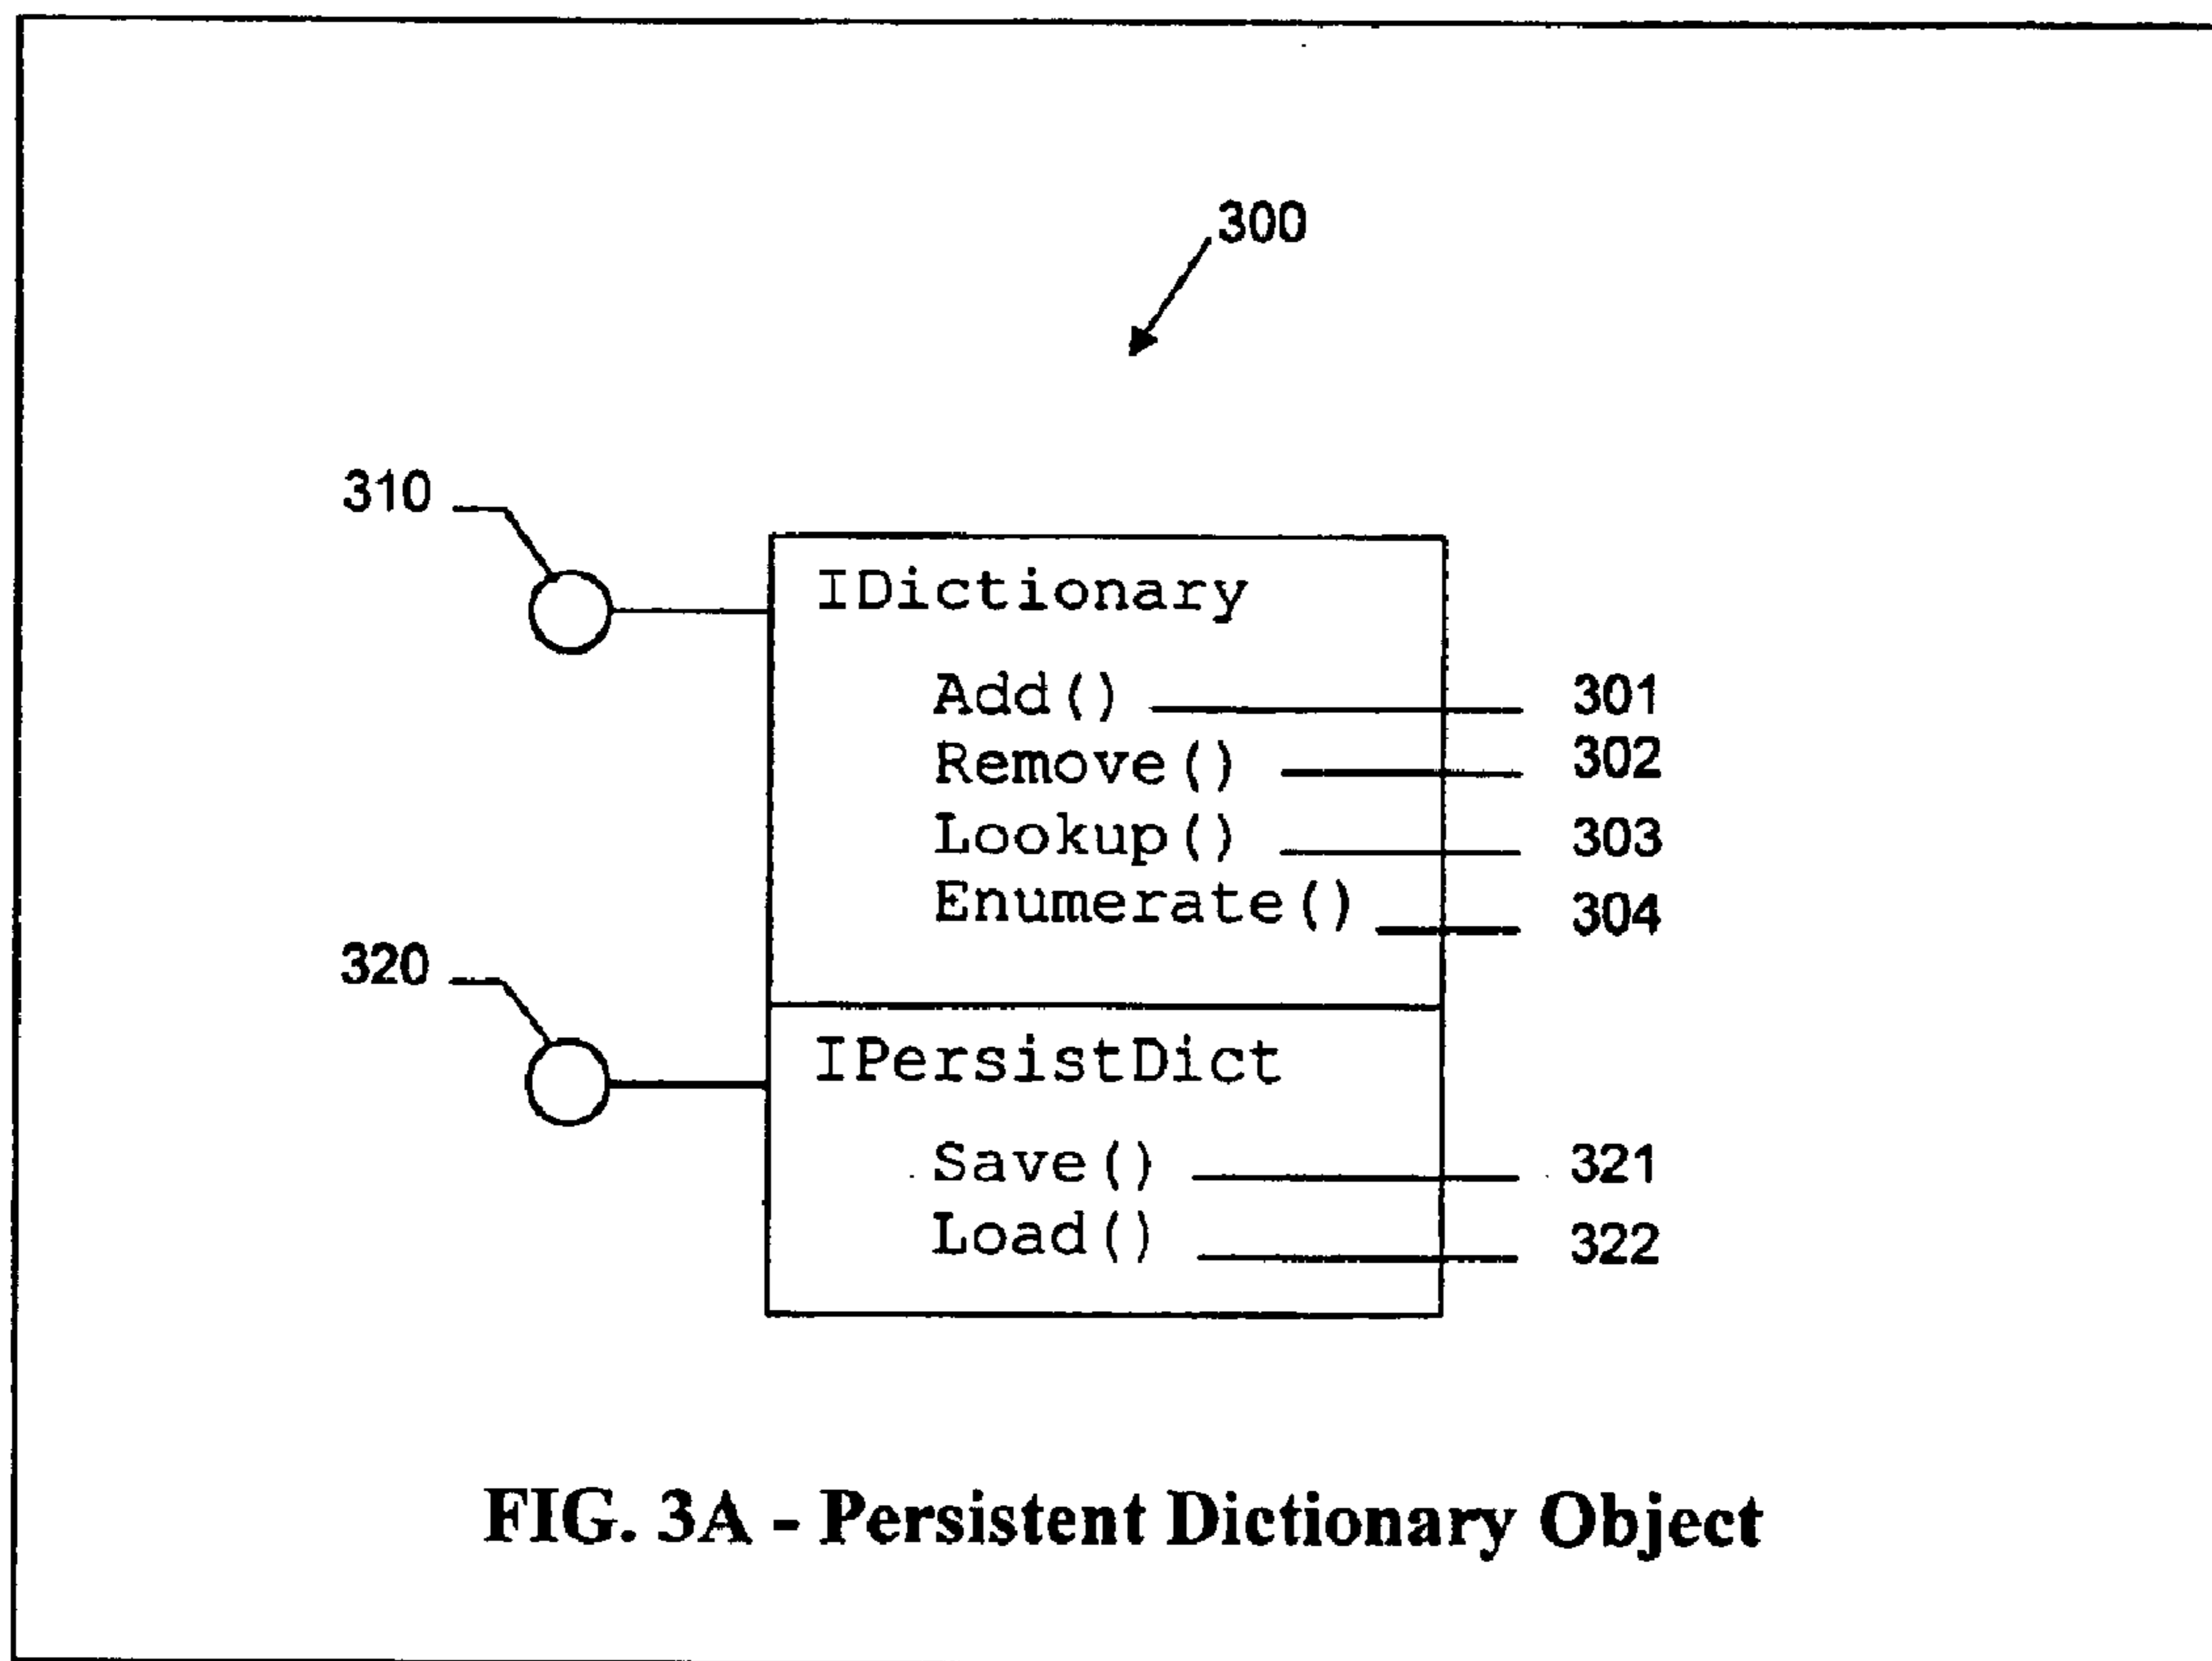 300
310
IDictionary
Add() 301
Remove() 302
Lookup() 303
Enumerate() 304
320
IPersistDict
Save() 321
Load() 322
FIG. 3A - Persistent Dictionary Object